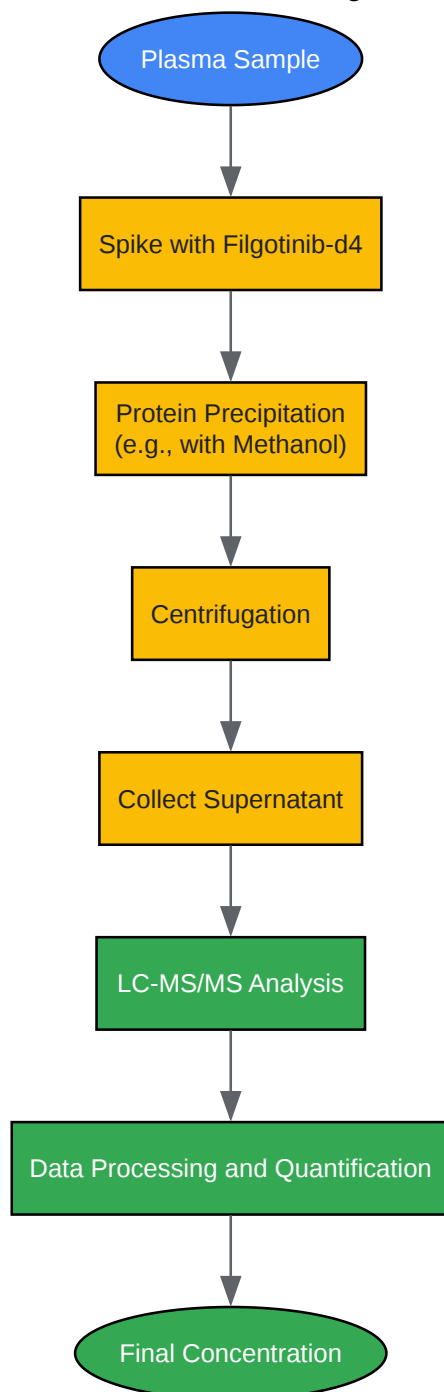 Plasma Sample
Spike with Filgotinib-d4
Protein Precipitation
(e.g., with Methanol)
Centrifugation
Collect Supernatant
LC-MS/MS Analysis
Data Processing and Quantification
Final Concentration